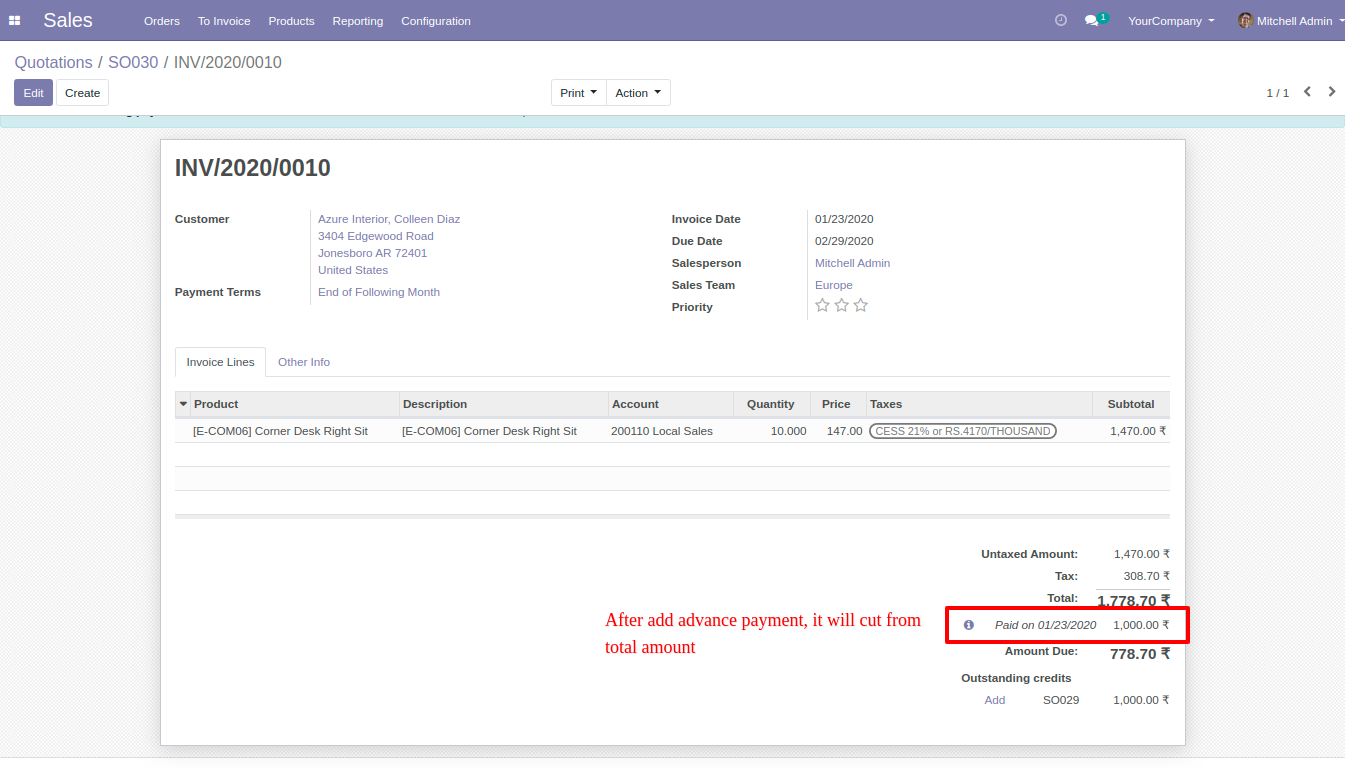 Sales Orders To Invoice Products Reporting Configuration 1 YourCompany Mitchell Admin
Quotations / SO030 / INV/2020/0010
Edit Create Print Action 1 / 1
INV/2020/0010
Customer Azure Interior, Colleen Diaz Invoice Date 01/23/2020
3404 Edgewood Road Due Date 02/29/2020
Jonesboro AR 72401 Salesperson Mitchell Admin
United States Sales Team Europe
Payment Terms End of Following Month Priority
Invoice Lines Other Info
Product Description Account Quantity Price Taxes Subtotal
[E-COM06] Corner Desk Right Sit [E-COM06] Corner Desk Right Sit 200110 Local Sales 10.000 147.00 CESS 21% or RS.4170/THOUSAND 1,470.00 ₹
Untaxed Amount: 1,470.00 ₹
Tax: 308.70 ₹
Total: 1,778.70 ₹
After add advance payment, it will cut from
total amount
Paid on 01/23/2020 1,000.00 ₹
Amount Due: 778.70 ₹
Outstanding credits
Add SO029 1,000.00 ₹